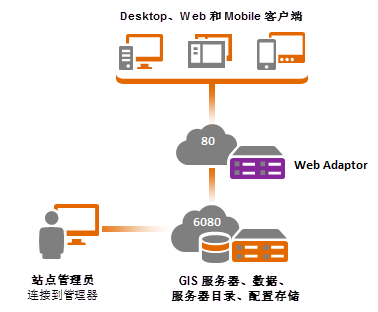 Desktop、Web 和 Mobile 客户端
80
Web Adaptor
6080
站点管理员
连接到管理器
GIS 服务器、数据、
服务器目录、配置存储